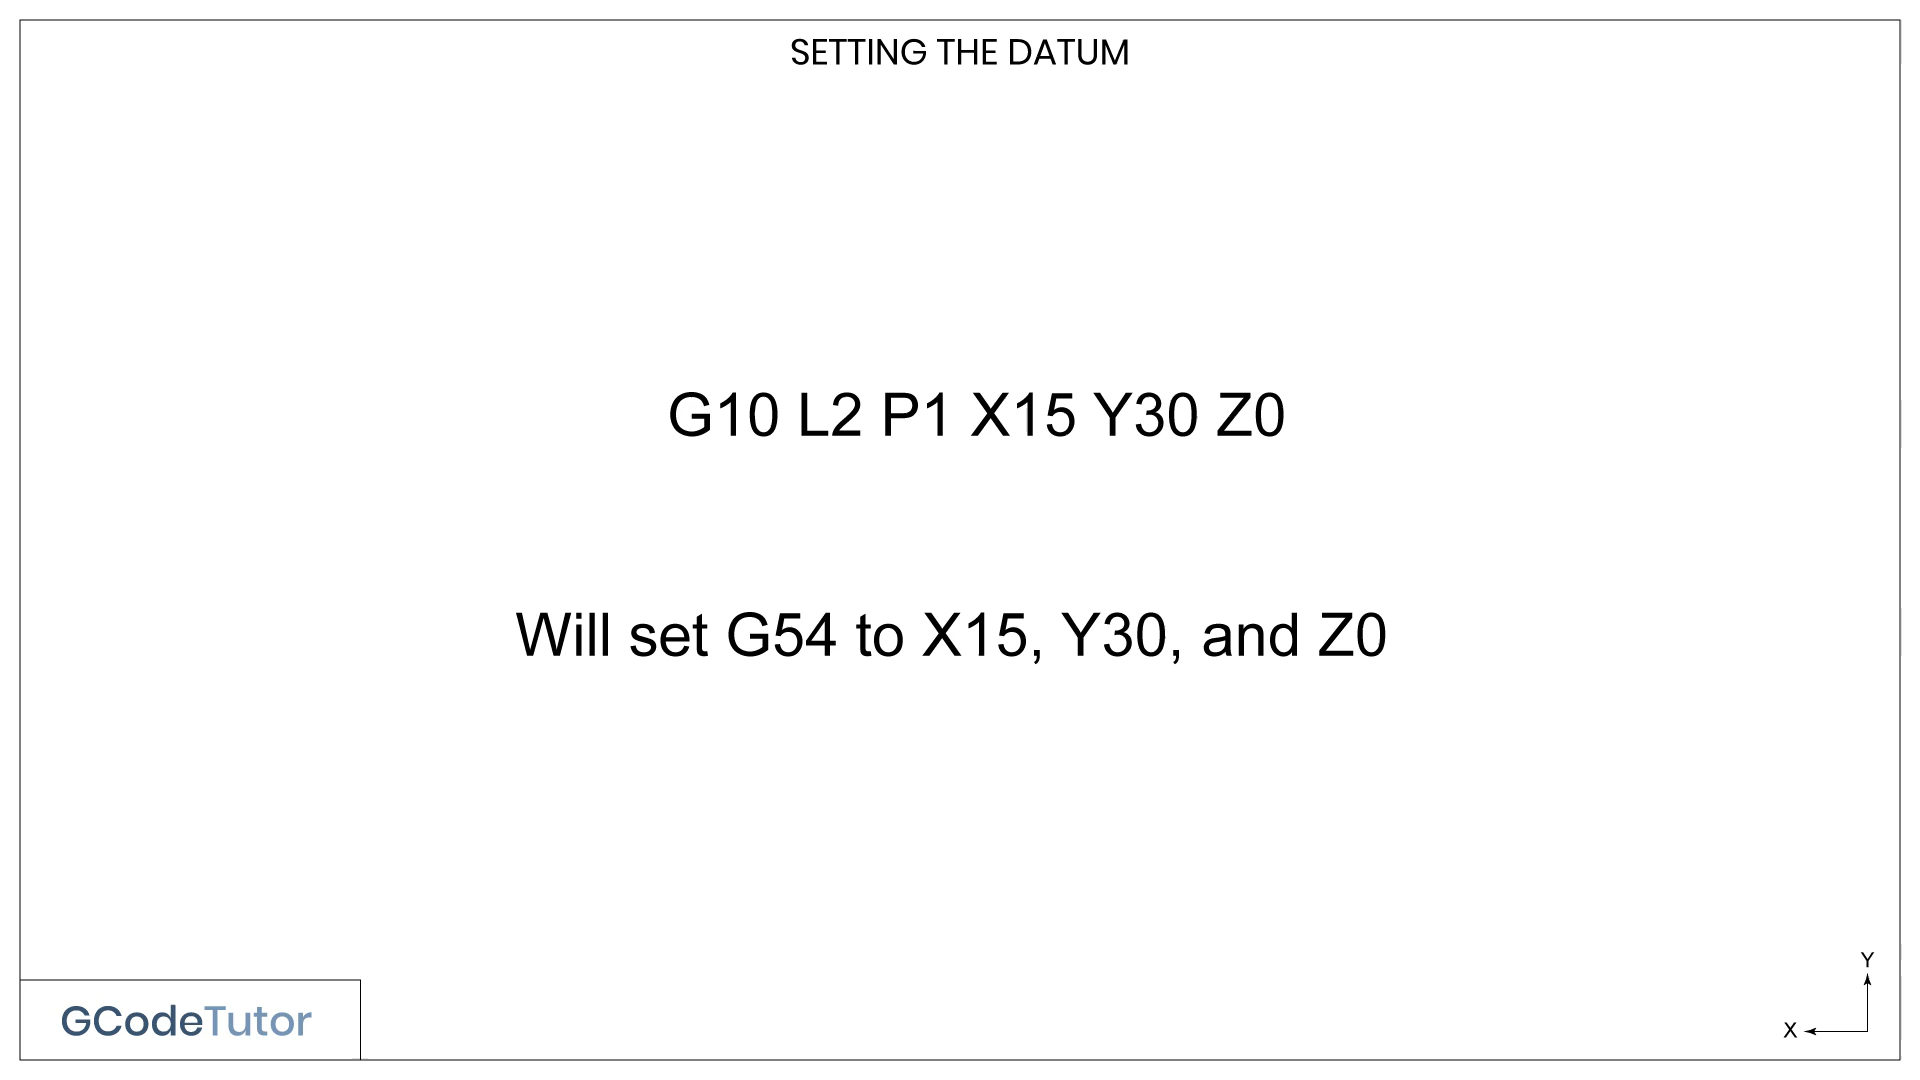 SETTING THE DATUM
G10 L2 P1 X15 Y30 Z0
Will set G54 to X15, Y30, and Z0
Y
X
GCodeTutor